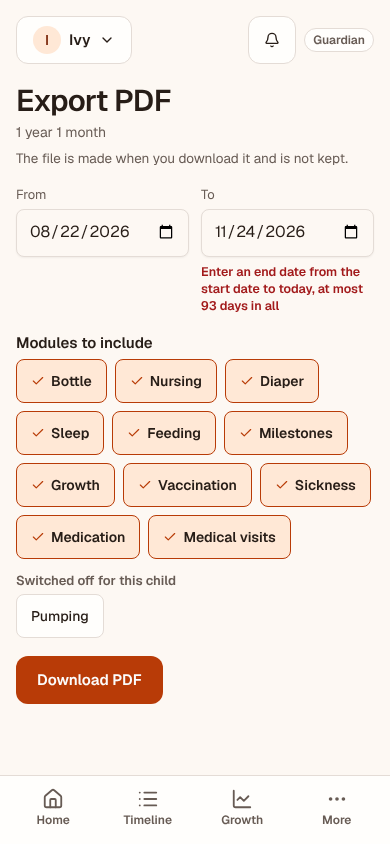 I Ivy
Guardian
Export PDF
1 year 1 month
The file is made when you download it and is not kept.
From
To
08/22/2026
11/24/2026
Enter an end date from the
start date to today, at most
93 days in all
Modules to include
Bottle Nursing Diaper
Sleep Feeding Milestones
Growth Vaccination Sickness
Medication Medical visits
Switched off for this child
Pumping
Download PDF
Home Timeline Growth More